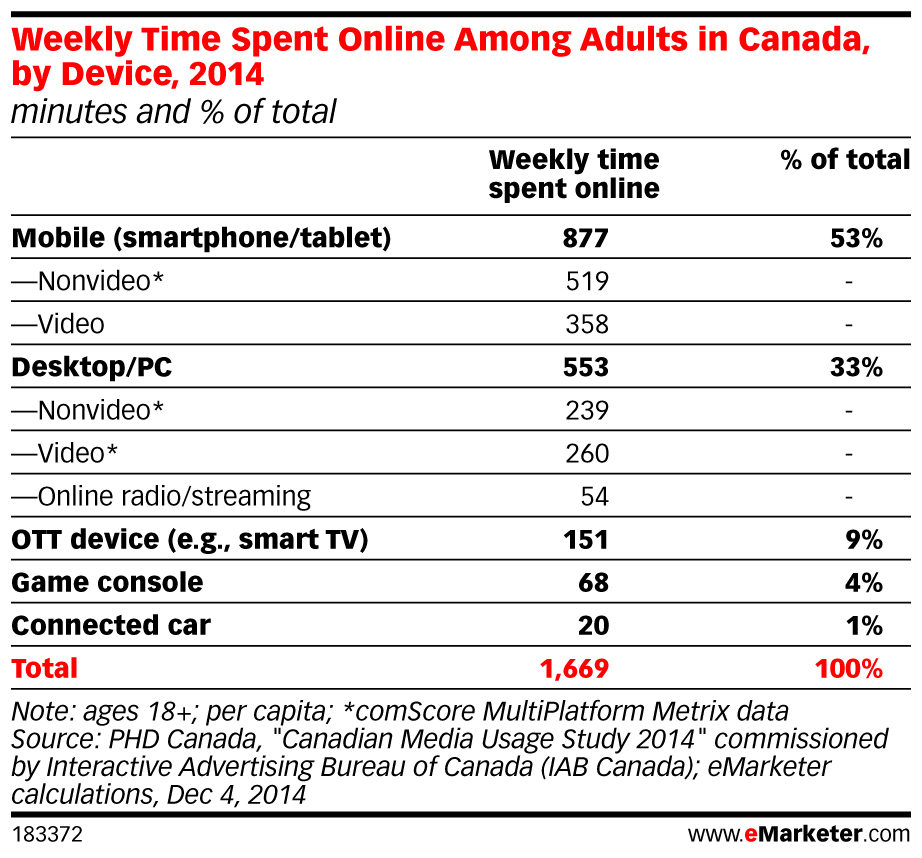 Weekly Time Spent Online Among Adults in Canada,
by Device, 2014
minutes and % of total
Weekly time
spent online
% of total
Mobile (smartphone/tablet) 877 53%
—Nonvideo* 519 -
—Video 358 -
Desktop/PC 553 33%
—Nonvideo* 239 -
—Video* 260 -
—Online radio/streaming 54 -
OTT device (e.g., smart TV) 151 9%
Game console 68 4%
Connected car 20 1%
Total 1,669 100%
Note: ages 18+; per capita; *comScore MultiPlatform Metrix data
Source: PHD Canada, "Canadian Media Usage Study 2014" commissioned
by Interactive Advertising Bureau of Canada (IAB Canada); eMarketer
calculations, Dec 4, 2014
183372 www.eMarketer.com